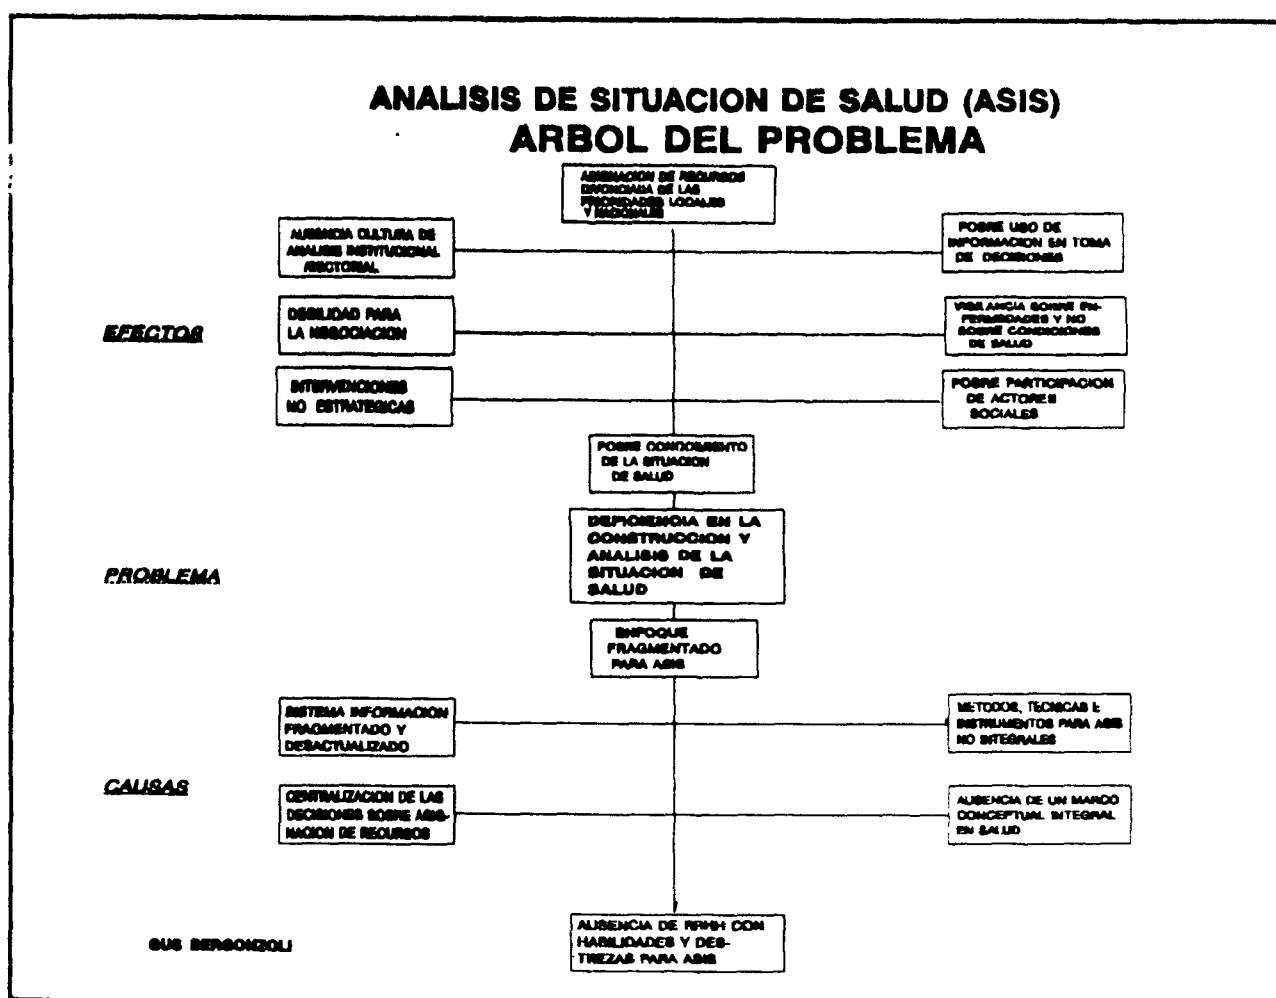 ANALISIS DE SITUACION DE SALUD (ASIS)
ARBOL DEL PROBLEMA
ASIGNACION DE RECURSOS
DIVORCIADA DE LAS
PRIORIDADES LOCALES
Y NACIONALES
AUSENCIA CULTURA DE
ANALISIS INSTITUCIONAL
/SECTORIAL
POBRE USO DE
INFORMACION EN TOMA
DE DECISIONES
EFECTOR
DEBILIDAD PARA
LA NEGOCIACION
VIGILANCIA SOBRE EN-
FERMEDADES Y NO
SOBRE CONDICIONES
DE SALUD
INTERVENCIONES
NO ESTRATEGICAS
POBRE PARTICIPACION
DE ACTORES
SOCIALES
POBRE CONOCIMIENTO
DE LA SITUACION
DE SALUD
PROBLEMA
DEFICIENCIA EN LA
CONSTRUCCION Y
ANALISIS DE LA
SITUACION DE
SALUD
ENFOQUE
FRAGMENTADO
PARA ASIS
SISTEMA INFORMACION
FRAGMENTADO Y
DESACTUALIZADO
METODOS, TECNICAS E
INSTRUMENTOS PARA ASIS
NO INTEGRALES
CAUSAS
CENTRALIZACION DE LAS
DECISIONES SOBRE ASIG-
NACION DE RECURSOS
AUSENCIA DE UN MARCO
CONCEPTUAL INTEGRAL
EN SALUD
AUSENCIA DE RRHH CON
HABILIDADES Y DES-
TREZAS PARA ASIS
GUS BERGONZOLI